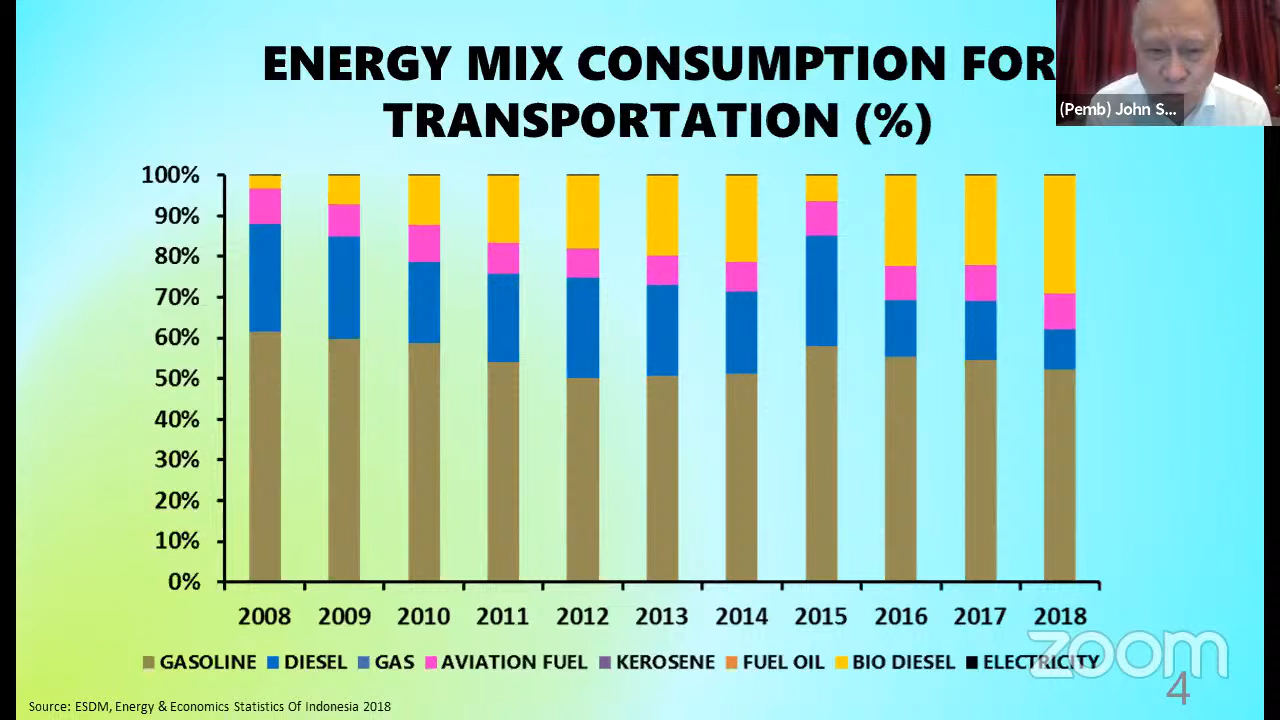 ENERGY MIX CONSUMPTION FOR
TRANSPORTATION (%)
(Pemb) John S...
100%
90%
80%
70%
60%
50%
40%
30%
20%
10%
0%
2008 2009 2010 2011 2012 2013 2014 2015 2016 2017 2018
GASOLINE DIESEL GAS AVIATION FUEL KEROSENE FUEL OIL BIO DIESEL ELECTRICITY
zoom
4
Source: ESDM, Energy & Economics Statistics Of Indonesia 2018